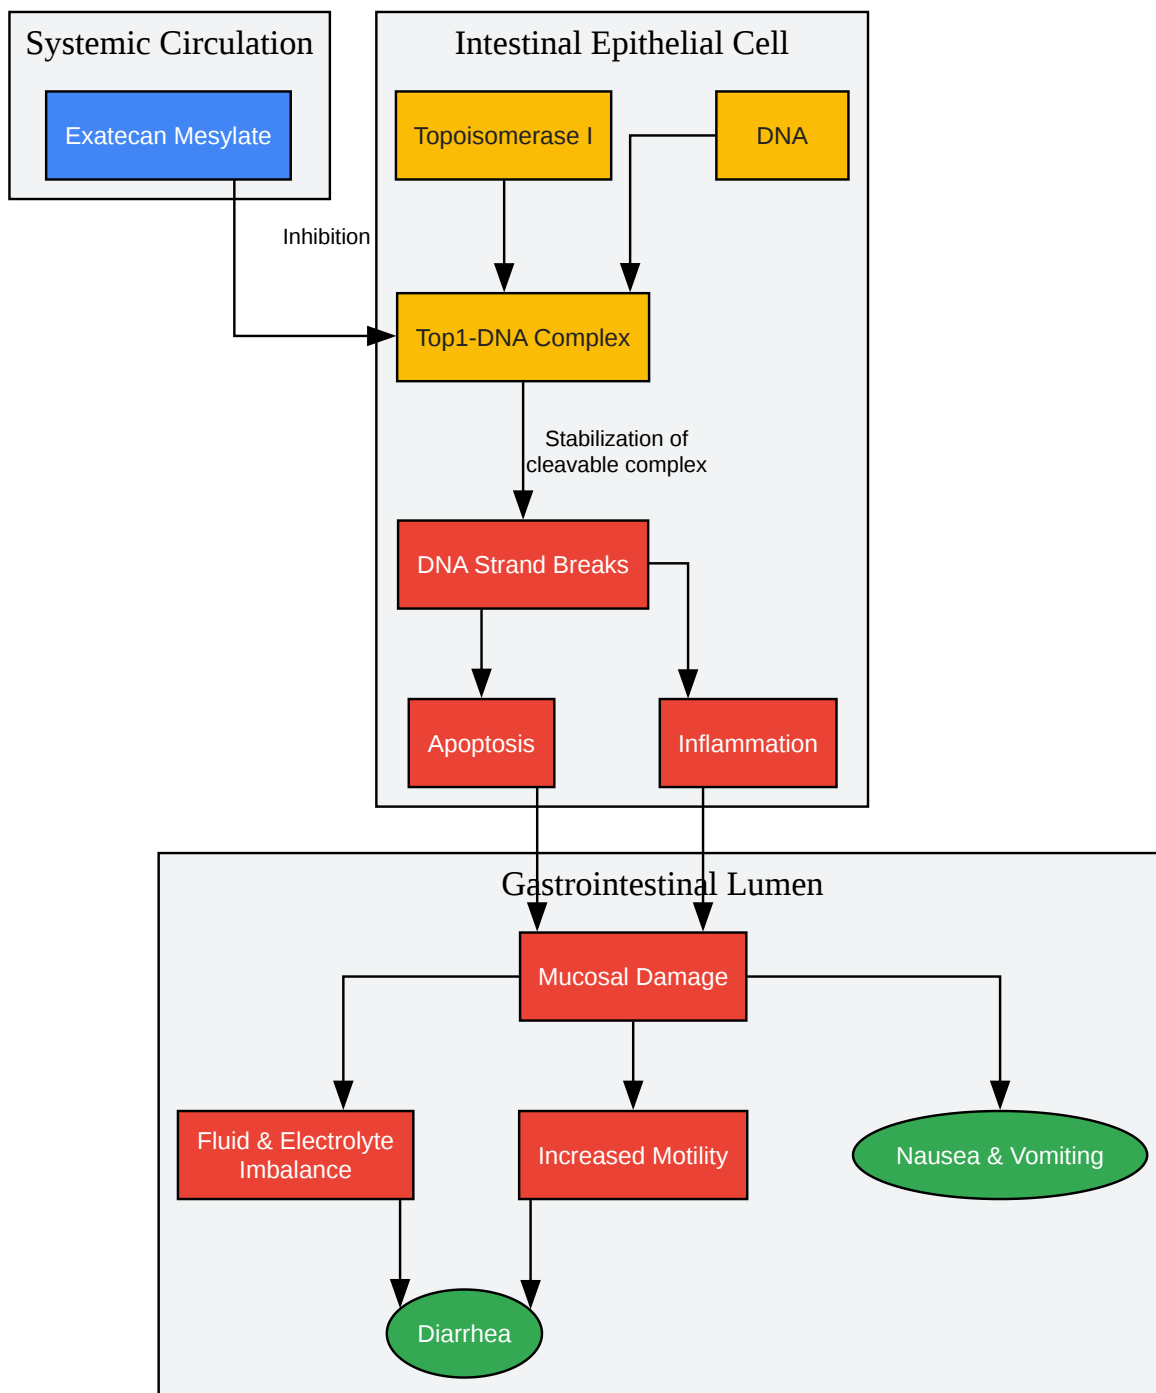 Systemic Circulation
Intestinal Epithelial Cell
Exatecan Mesylate
Topoisomerase I
DNA
Inhibition
Top1-DNA Complex
Stabilization of
cleavable complex
DNA Strand Breaks
Apoptosis
Inflammation
Gastrointestinal Lumen
Mucosal Damage
Fluid & Electrolyte
Imbalance
Increased Motility
Nausea & Vomiting
Diarrhea